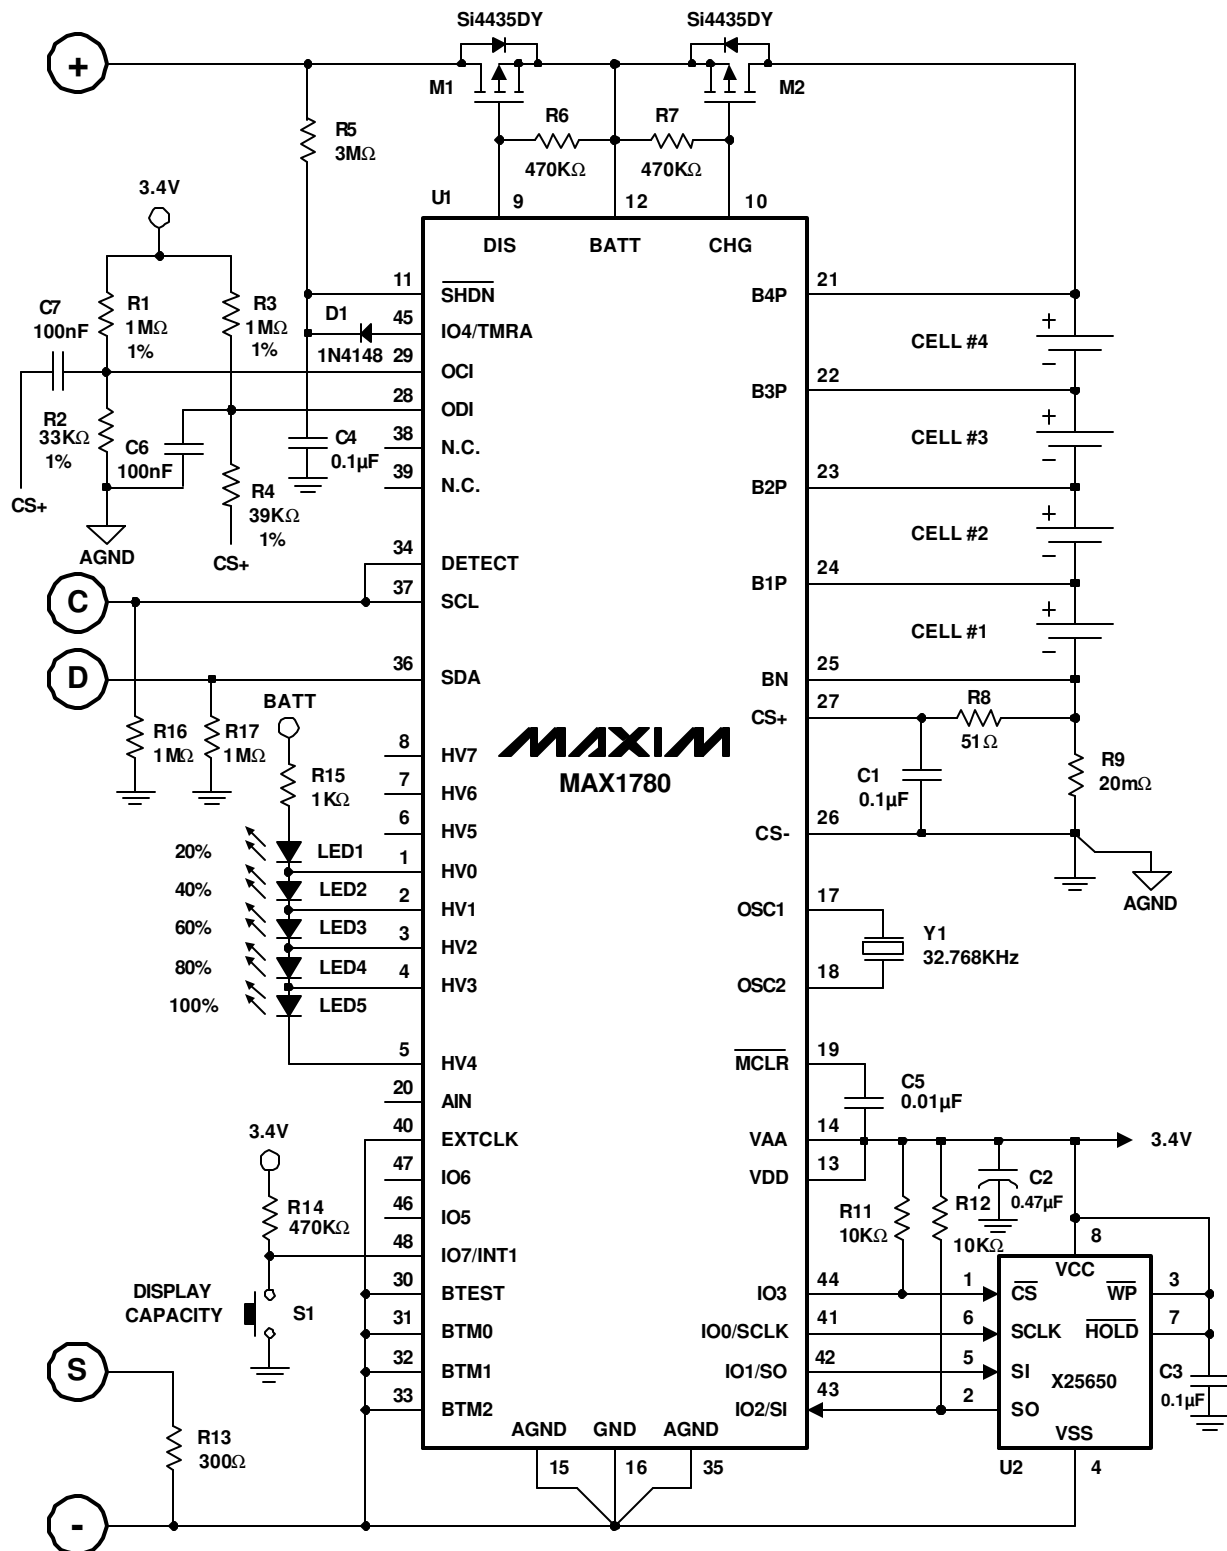 Si4435DY
Si4435DY
+
M1
M2
R6
R7
R5
3MΩ
470KΩ
470KΩ
3.4V
U1
9
12
10
DIS
BATT
CHG
11
SHDN
B4P
21
C7
100nF
R1
1MΩ
1%
R3
1MΩ
1%
D1
1N4148
45
IO4/TMRA
CELL #4
+
−
29
OCI
B3P
22
28
ODI
R2
33KΩ
1%
C6
100nF
C4
0.1µF
38
N.C.
CELL #3
+
−
39
N.C.
B2P
23
CS+
R4
39KΩ
1%
AGND
CS+
CELL #2
+
−
34
DETECT
B1P
24
C
37
SCL
CELL #1
+
−
D
36
SDA
BN
25
BATT
CS+
27
R8
51Ω
R16
1MΩ
R17
1MΩ
MAXIM
MAX1780
8
HV7
R15
1KΩ
7
HV6
C1
0.1µF
R9
20mΩ
6
HV5
CS-
26
20%
LED1
1
HV0
40%
LED2
2
HV1
OSC1
17
AGND
60%
LED3
3
HV2
Y1
32.768KHz
80%
LED4
4
HV3
OSC2
18
100%
LED5
5
HV4
MCLR
19
20
AIN
C5
0.01µF
3.4V
40
EXTCLK
VAA
14
3.4V
47
IO6
VDD
13
C2
0.47µF
R14
470KΩ
46
IO5
R11
10KΩ
R12
10KΩ
48
IO7/INT1
8
VCC
DISPLAY
CAPACITY
S1
30
BTEST
IO3
44
1
CS
WP
3
31
BTM0
IO0/SCLK
41
6
SCLK
HOLD
7
S
32
BTM1
IO1/SO
42
5
SI
X25650
C3
0.1µF
33
BTM2
IO2/SI
43
2
SO
AGND
GND
AGND
VSS
R13
300Ω
15
16
35
U2
4
-